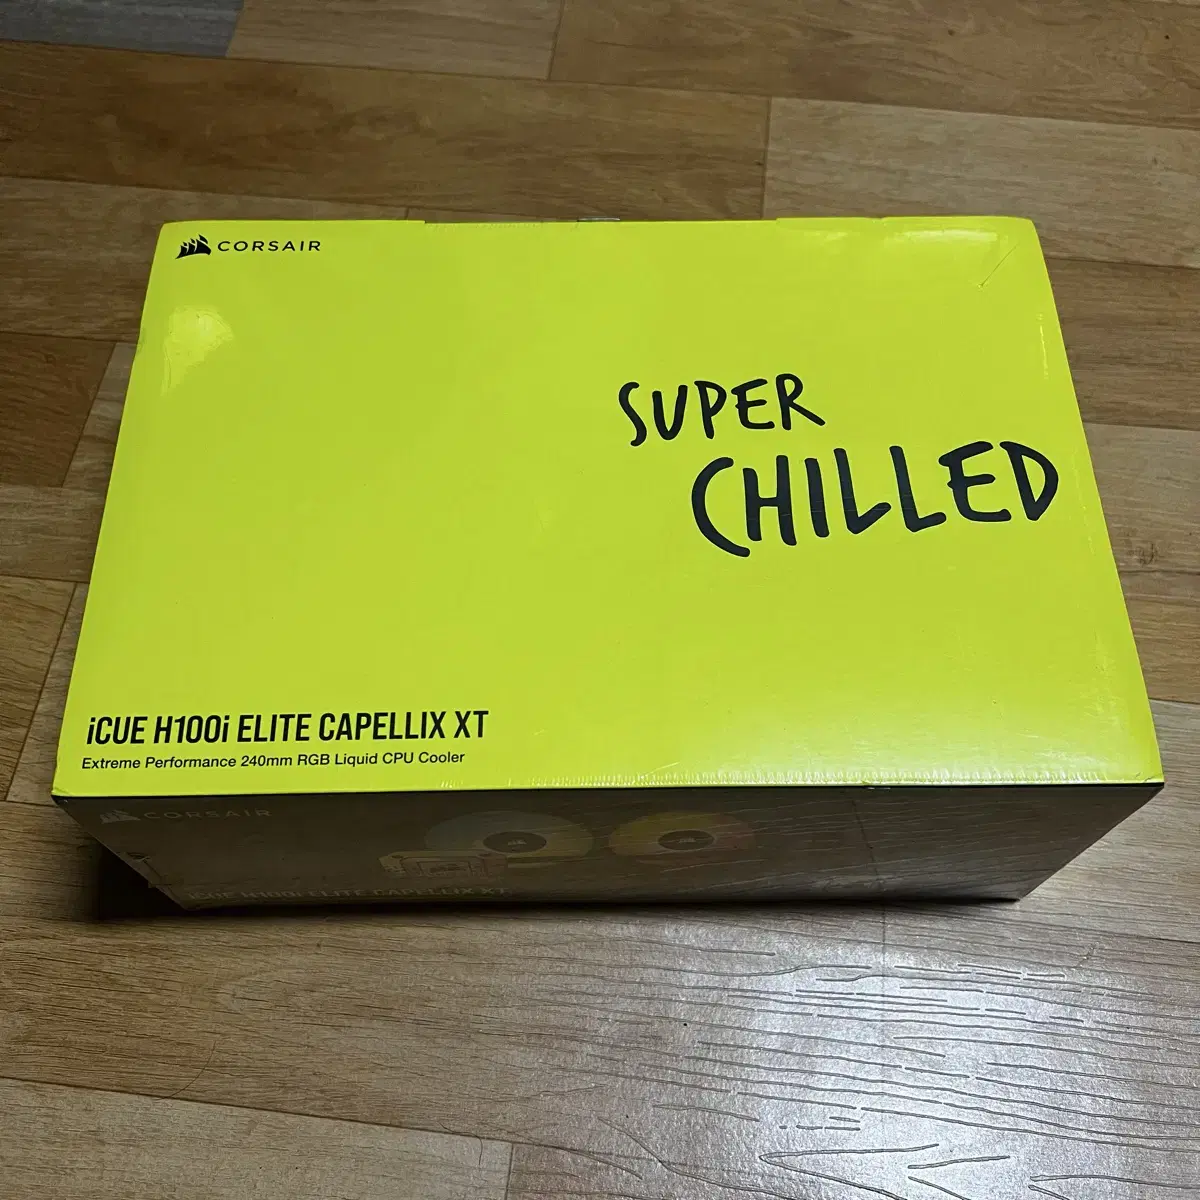 CORSAIR
SUPER
CHILLED
iCUE H100i ELITE CAPELLIX XT
Extreme Performance 240mm RGB Liquid CPU Cooler
CORSAIR
iCUE H100i ELITE CAPELLIX XT